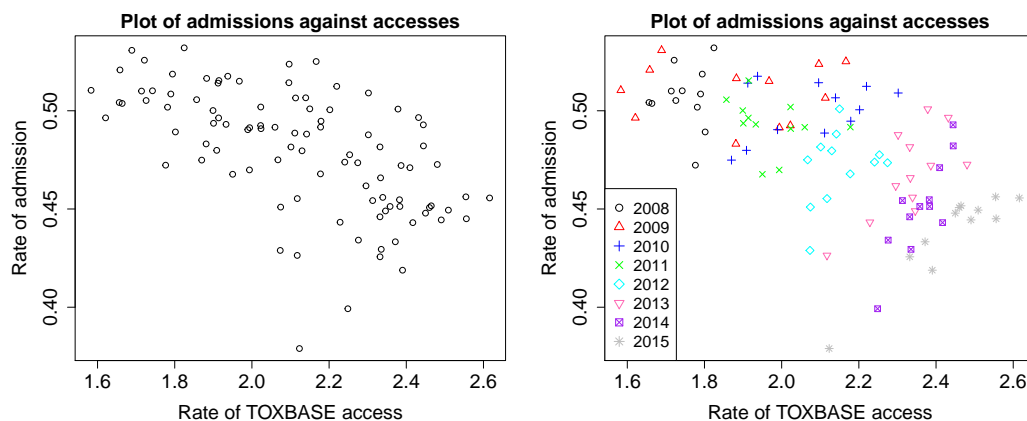 Plot of admissions against accesses
Rate of admission
0.50
0.45
0.40
1.6 1.8 2.0 2.2 2.4 2.6
Rate of TOXBASE access
Plot of admissions against accesses
Rate of admission
0.50
0.45
0.40
2008
2009
2010
2011
2012
2013
2014
2015
1.6 1.8 2.0 2.2 2.4 2.6
Rate of TOXBASE access